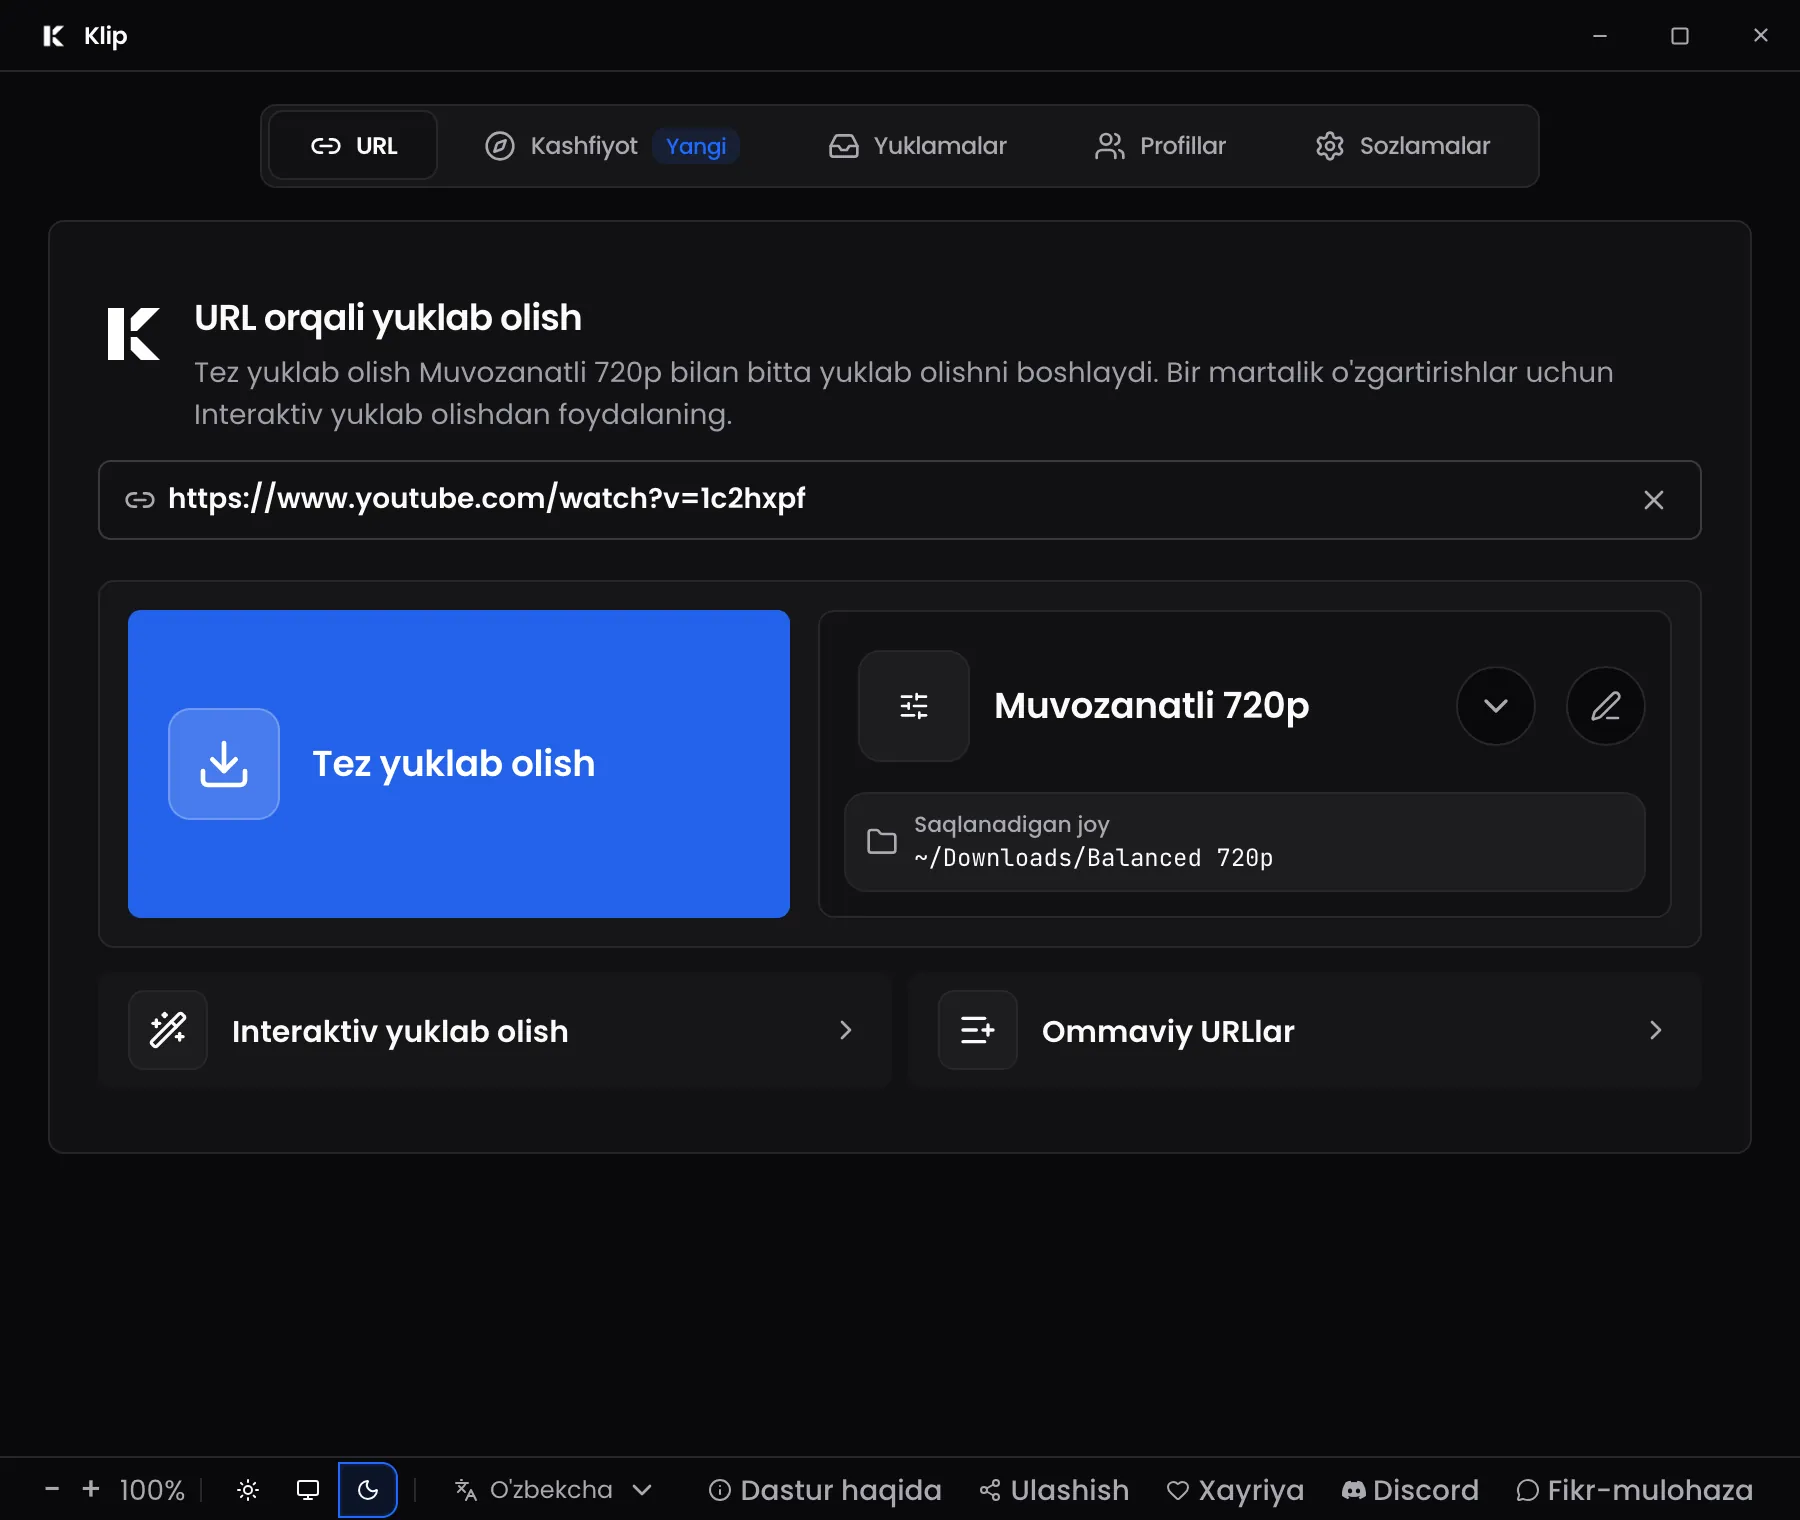 Klip
URL
Kashfiyot
Yangi
Yuklamalar
Profillar
Sozlamalar
URL orqali yuklab olish
Tez yuklab olish Muvozanatli 720p bilan bitta yuklab olishni boshlaydi. Bir martalik o'zgartirishlar uchun
Interaktiv yuklab olishdan foydalaning.
https://www.youtube.com/watch?v=1c2hxpf
Tez yuklab olish
Muvozanatli 720p
Saqlanadigan joy
~/Downloads/Balanced 720p
Interaktiv yuklab olish
Ommaviy URLlar
100%
O'zbekcha
Dastur haqida
Ulashish
Xayriya
Discord
Fikr-mulohaza